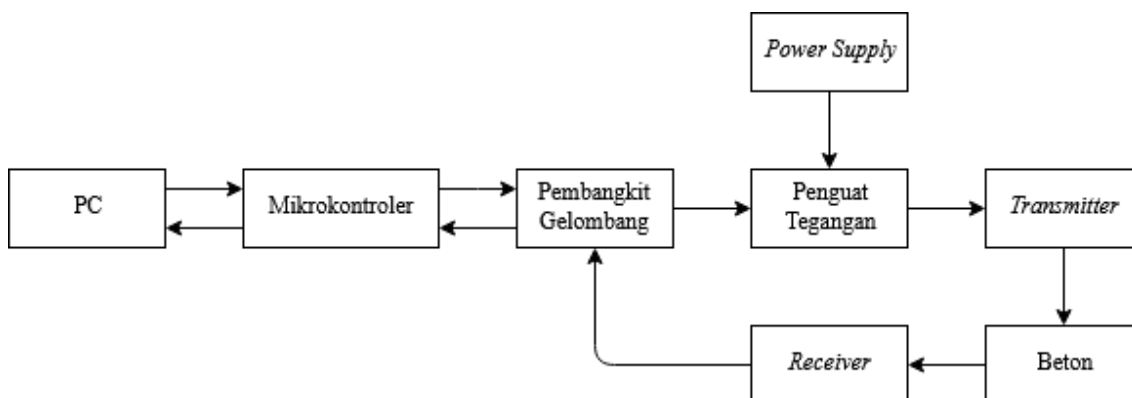 Power Supply
PC
Mikrokontroler
Pembangkit
Gelombang
Penguat
Tegangan
Transmitter
Receiver
Beton